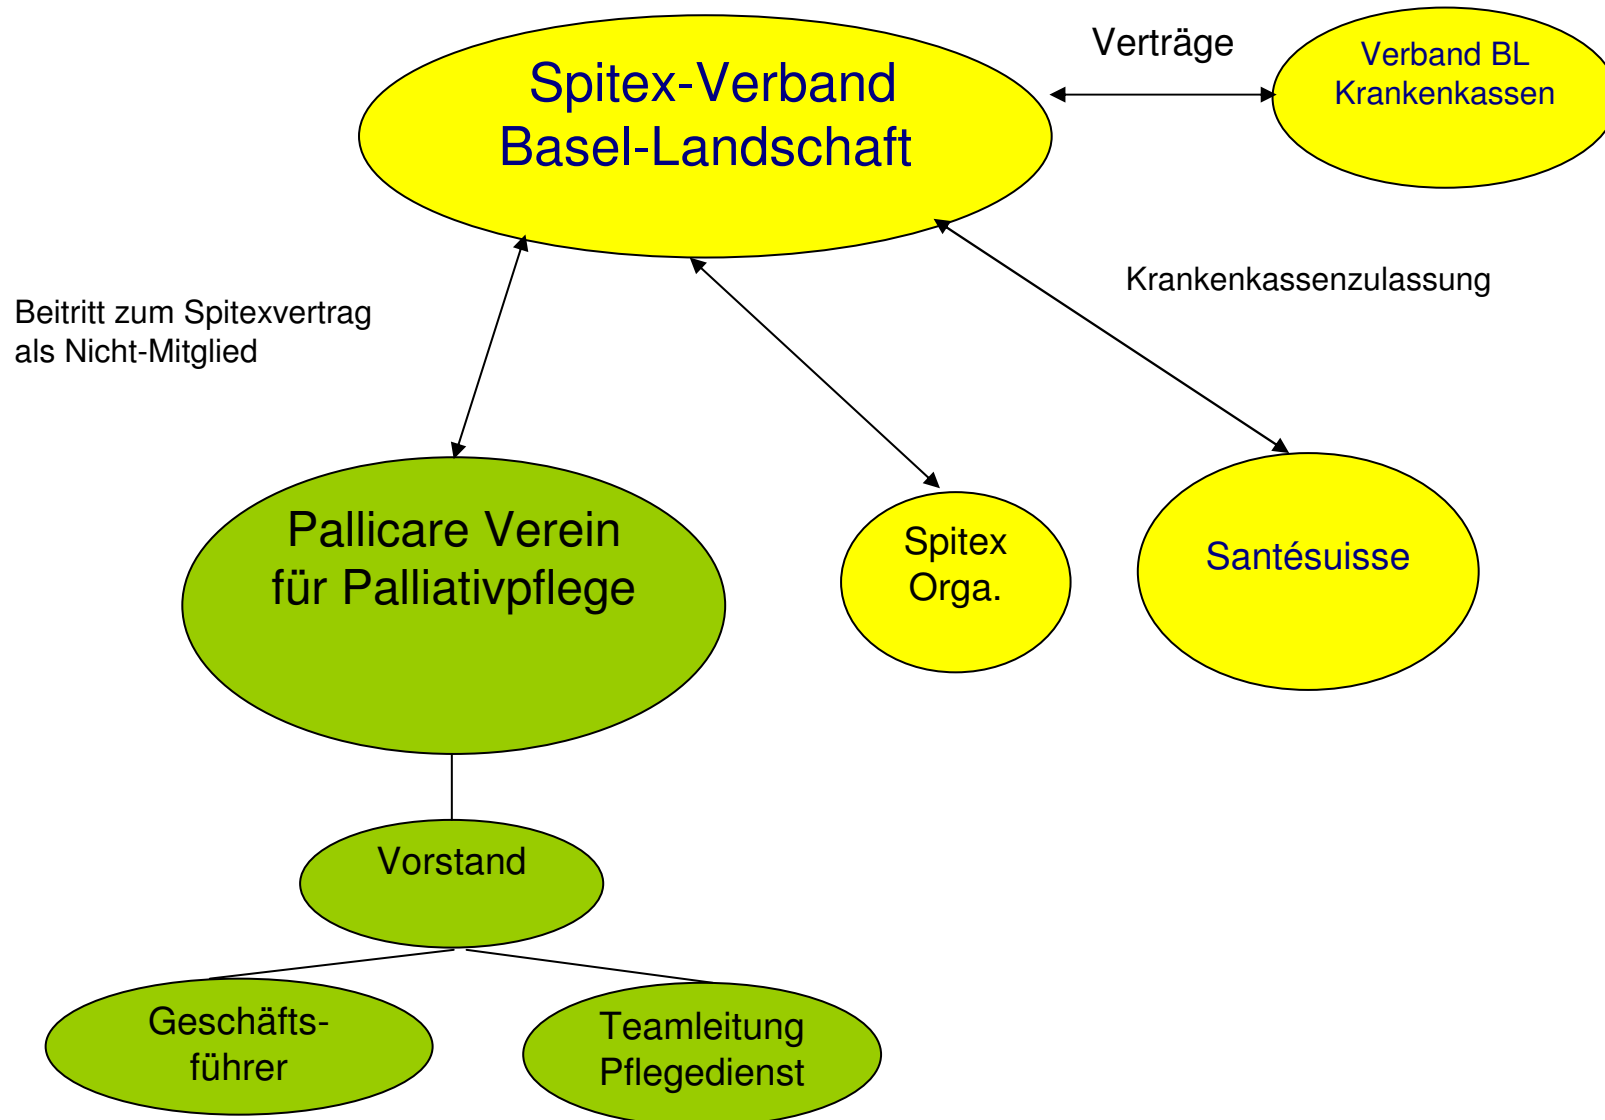 Spitex-Verband
Basel-Landschaft
Verträge
Verband BL
Krankenkassen
Krankenkassenzulassung
Beitritt zum Spitexvertrag
als Nicht-Mitglied
Pallicare Verein
für Palliativpflege
Spitex
Orga.
Santésuisse
Vorstand
Geschäfts-
führer
Teamleitung
Pflegedienst